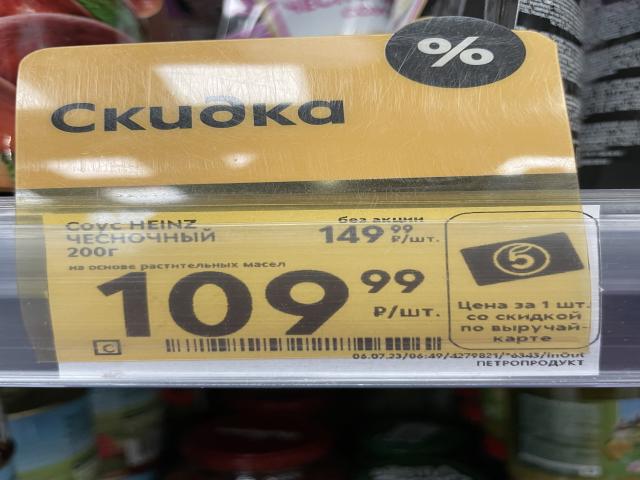 %
Скидка
Соус HEINZ
ЧЕСНОЧНЫЙ
200г
на основе растительных масел
без акции
149 99 ₽/шт.
109 99
₽/шт.
5
Цена за 1 шт.
со скидкой
по выручай-
карте
С
06.07.23/06:49/4279821/*6343/InOut
ПЕТРОПРОДУКТ